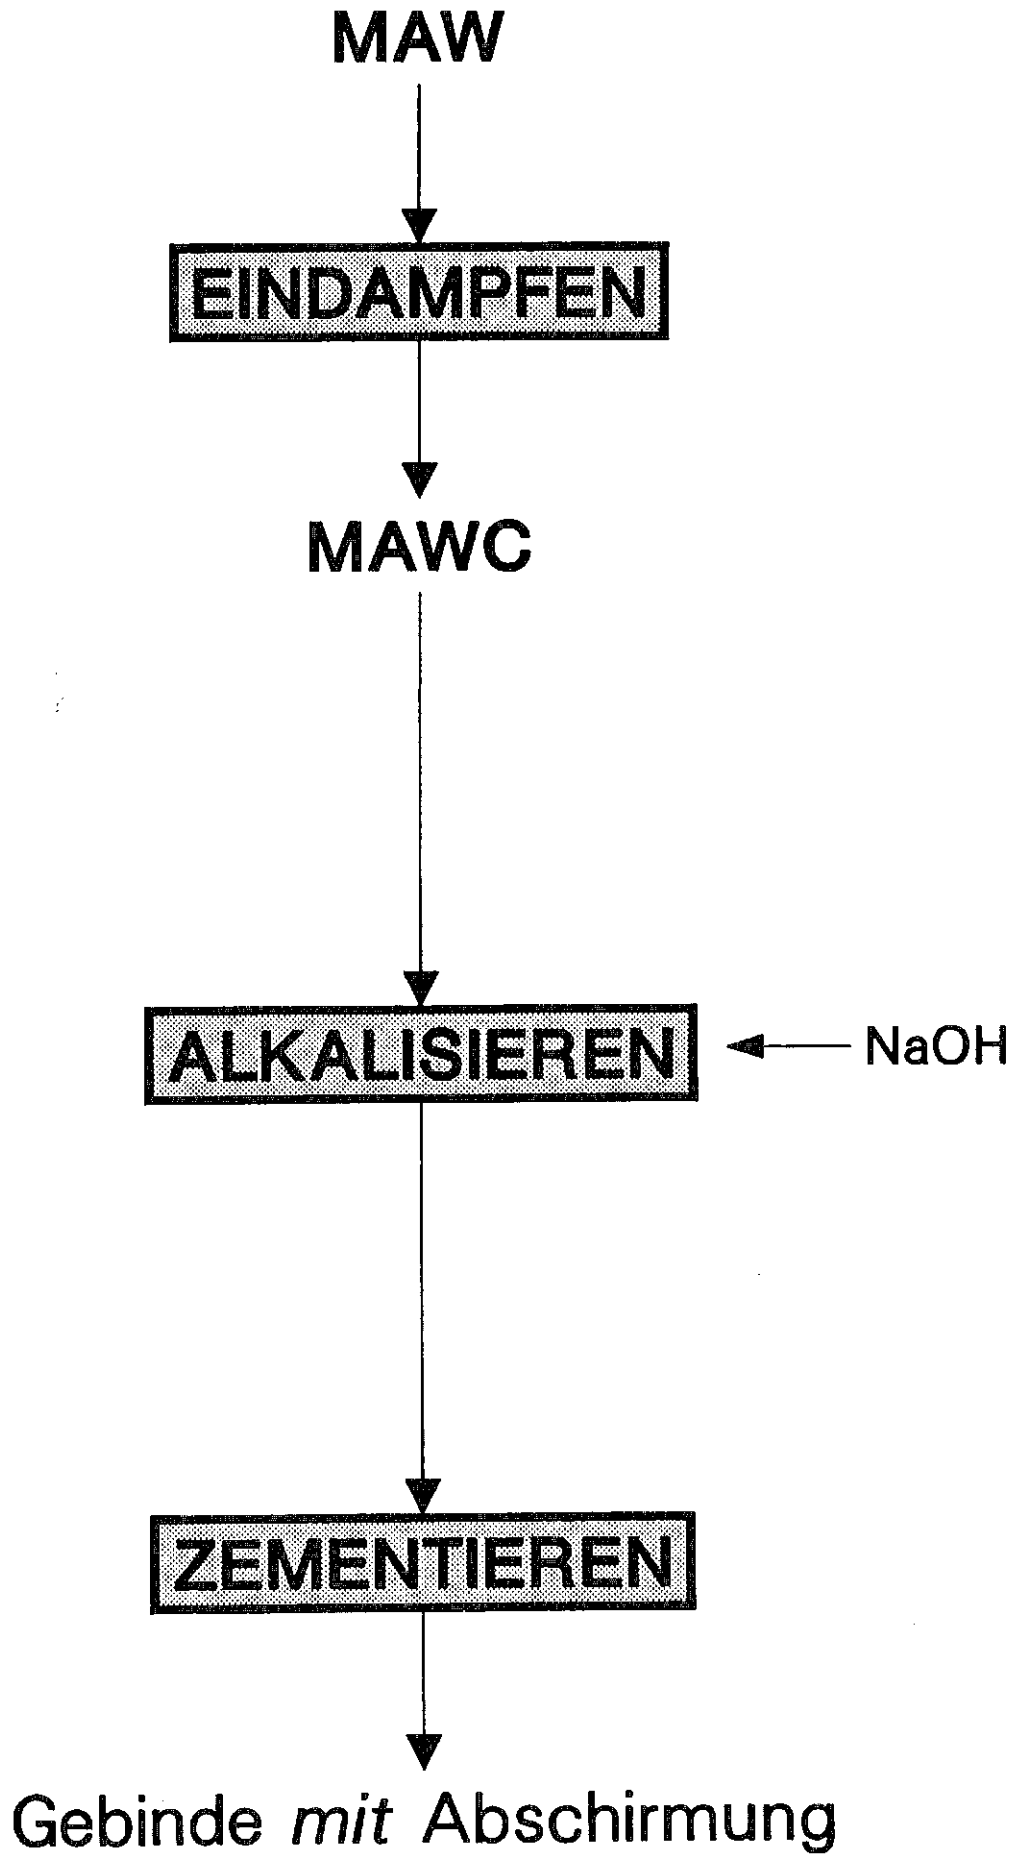 MAW
EINDAMPFEN
MAWC
ALKALISIEREN
NaOH
ZEMENTIEREN
Gebinde mit Abschirmung